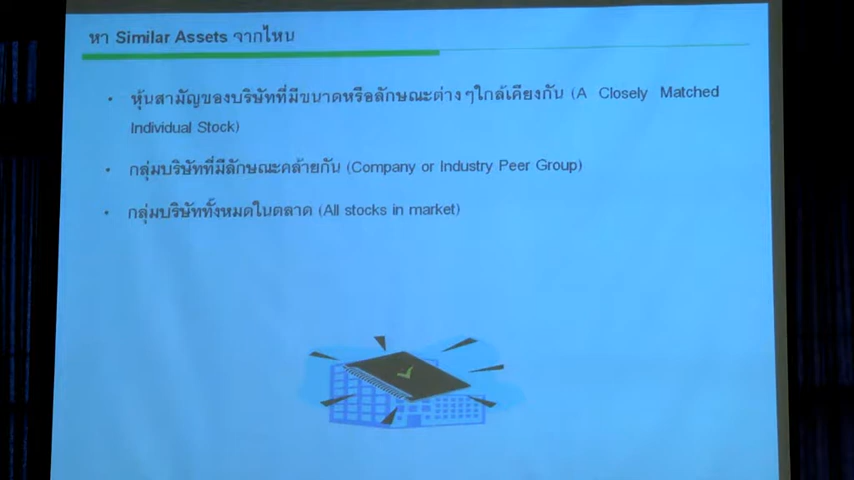 หา Similar Assets จากไหน
• หุ้นสามัญของบริษัทที่มีขนาดหรือลักษณะต่างๆใกล้เคียงกัน (A Closely Matched
Individual Stock)
• กลุ่มบริษัทที่มีลักษณะคล้ายกัน (Company or Industry Peer Group)
• กลุ่มบริษัททั้งหมดในตลาด (All stocks in market)